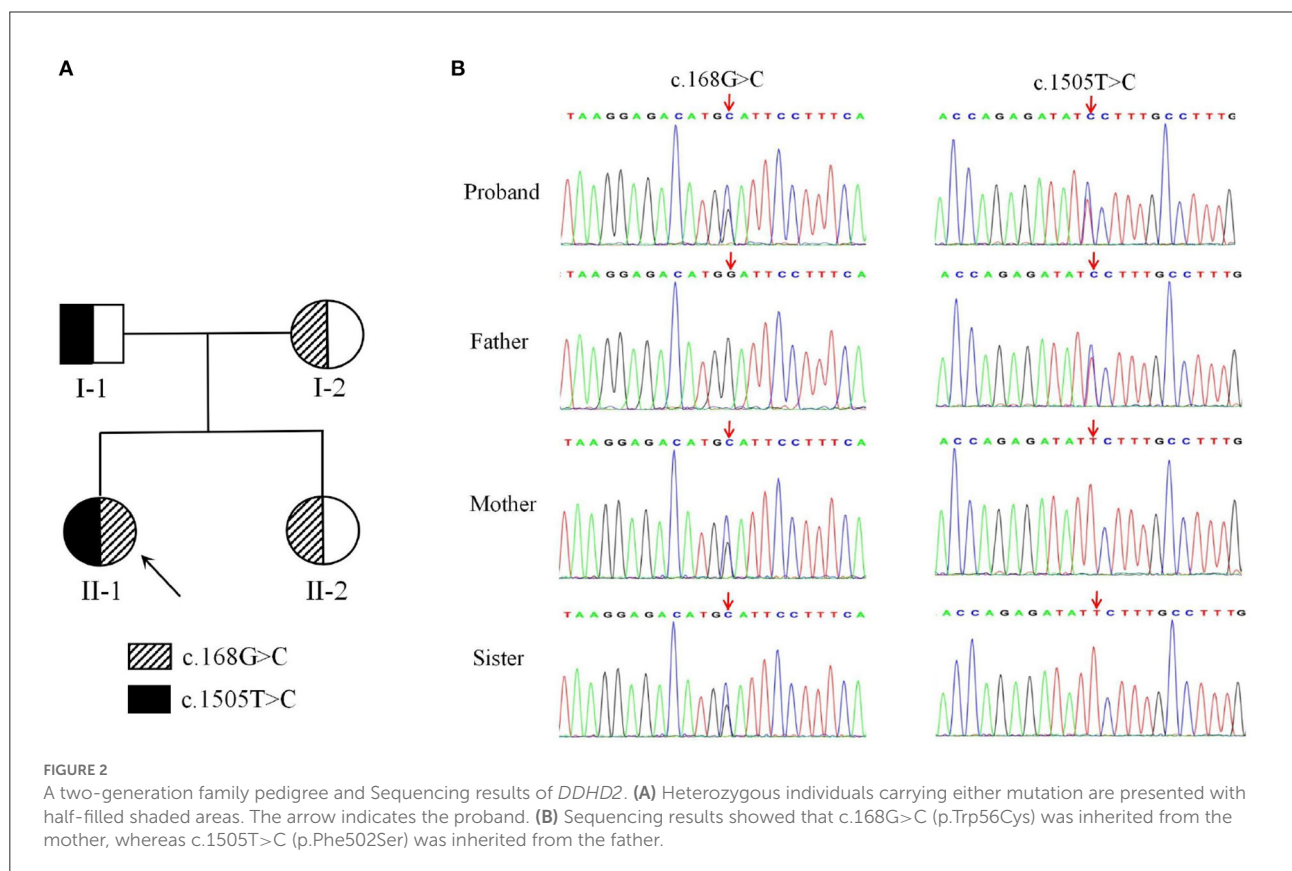 A
B
c.168G>C
c.1505T>C
TAAGGAGACATGCATTCCTTTCA
ACCAGAGATATCCTTTGCCTTTG
Proband
TAAGGAGACATGGATTCCTTTCA
ACCAGAGATATCCTTTGCCTTTG
Father
I-1
I-2
TAAGGAGACATGCATTCCTTTCA
ACCAGAGATATTCTTTGCCTTTG
Mother
II-1
II-2
TAAGGAGACATGCATTCCTTTCA
ACCAGAGATATTCTTTGCCTTTG
Sister
c.168G>C
c.1505T>C
FIGURE 2
A two-generation family pedigree and Sequencing results of DDHD2. (A) Heterozygous individuals carrying either mutation are presented with
half-filled shaded areas. The arrow indicates the proband. (B) Sequencing results showed that c.168G>C (p.Trp56Cys) was inherited from the
mother, whereas c.1505T>C (p.Phe502Ser) was inherited from the father.